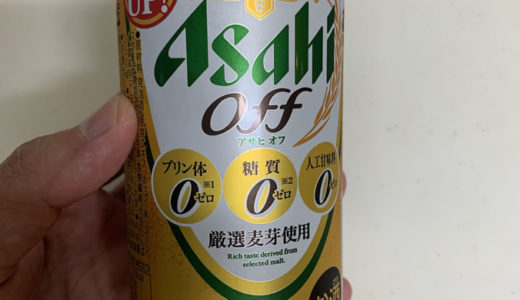 UP!
Asahi
Off
アサヒ オフ
プリン体 糖質 人工甘味料
0※1ゼロ 0※2ゼロ 0ゼロ
厳選麦芽使用
Rich taste derived from
selected malt.